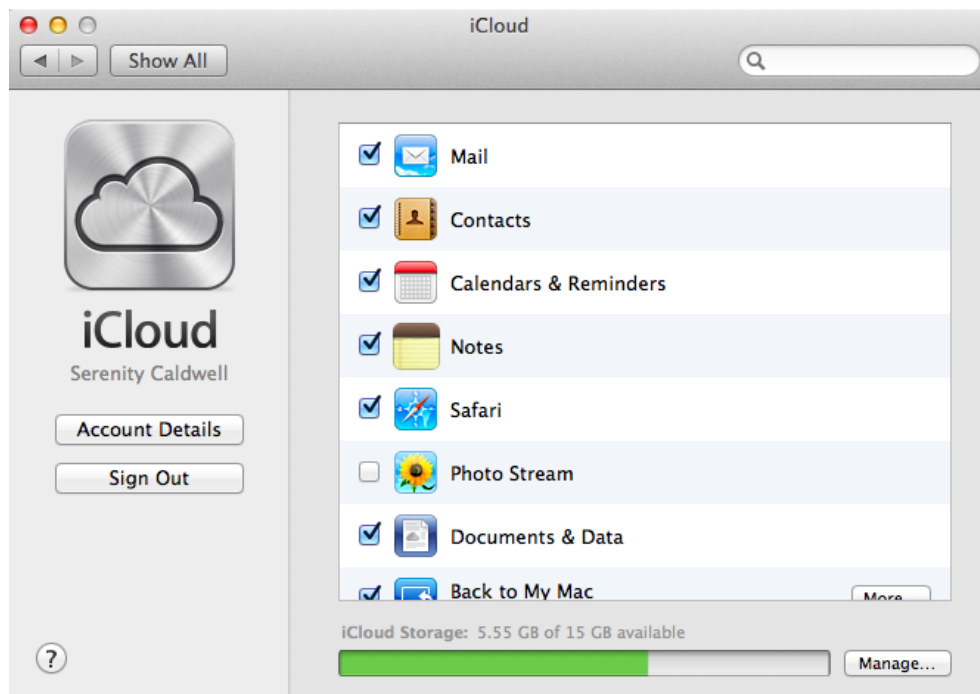 iCloud
Show All
iCloud
Serenity Caldwell
Account Details
Sign Out
Mail
Contacts
Calendars & Reminders
Notes
Safari
Photo Stream
Documents & Data
Back to My Mac
More...
iCloud Storage: 5.55 GB of 15 GB available
?
Manage...